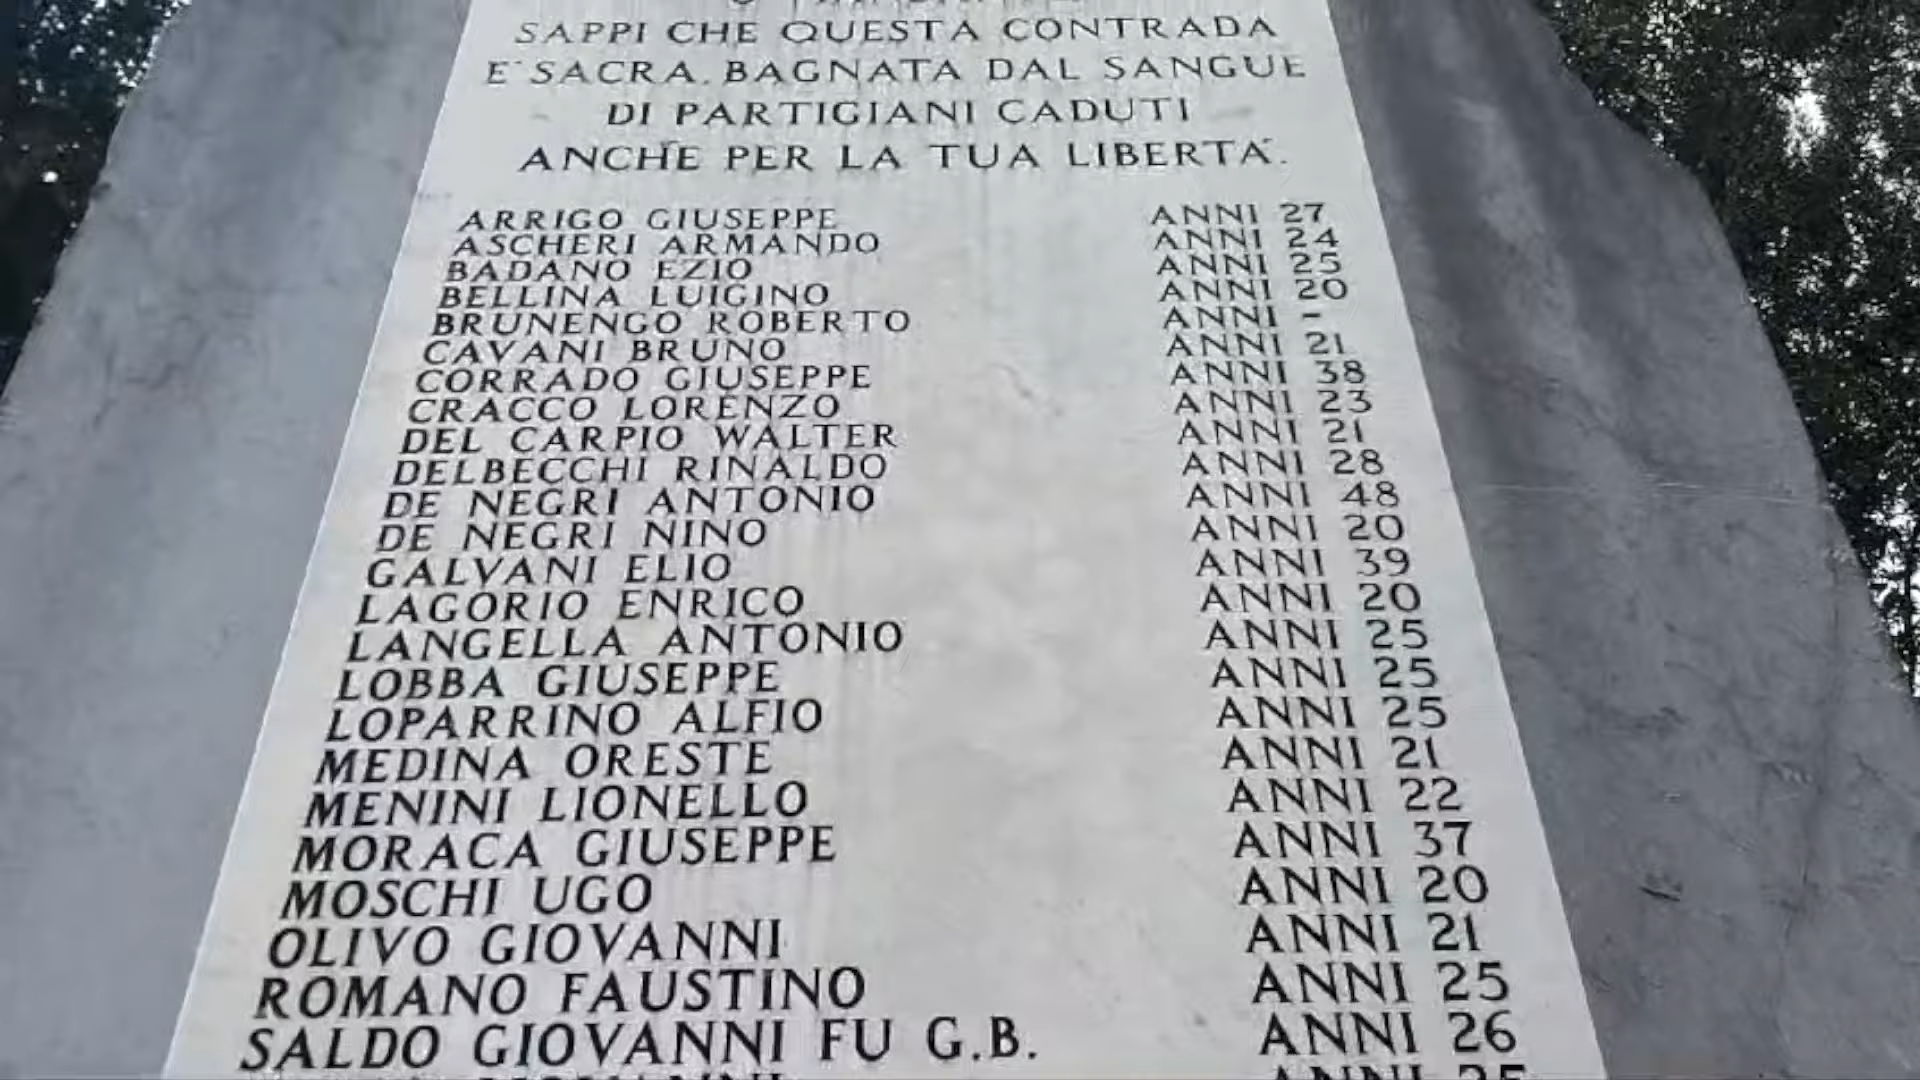 SAPPI CHE QUESTA CONTRADA
E' SACRA. BAGNATA DAL SANGUE
DI PARTIGIANI CADUTI
ANCHE PER LA TUA LIBERTA'.
ARRIGO GIUSEPPE ANNI 27
ASCHERI ARMANDO ANNI 24
BADANO EZIO ANNI 25
BELLINA LUIGINO ANNI 20
BRUNENGO ROBERTO ANNI -
CAVANI BRUNO ANNI 21
CORRADO GIUSEPPE ANNI 38
CRACCO LORENZO ANNI 23
DEL CARPIO WALTER ANNI 21
DELBECCHI RINALDO ANNI 28
DE NEGRI ANTONIO ANNI 48
DE NEGRI NINO ANNI 20
GALVANI ELIO ANNI 39
LAGORIO ENRICO ANNI 20
LANGELLA ANTONIO ANNI 25
LOBBA GIUSEPPE ANNI 25
LOPARRINO ALFIO ANNI 25
MEDINA ORESTE ANNI 21
MENINI LIONELLO ANNI 22
MORACA GIUSEPPE ANNI 37
MOSCHI UGO ANNI 20
OLIVO GIOVANNI ANNI 21
ROMANO FAUSTINO ANNI 25
SALDO GIOVANNI FU G.B. ANNI 26